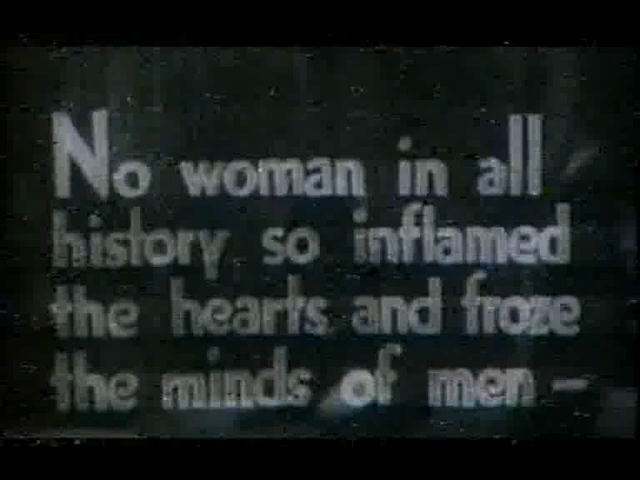 No woman in all
history so inflamed
the hearts and froze
the minds of men –